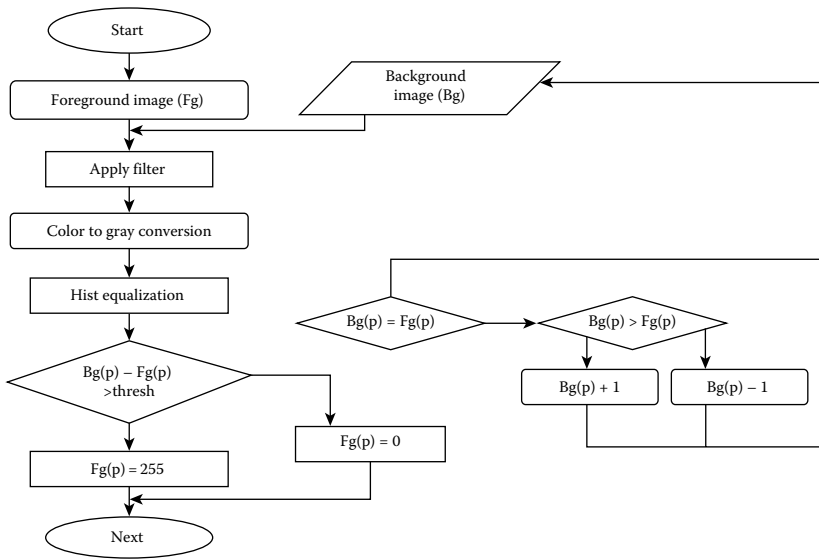 Start
Foreground image (Fg)
Background
image (Bg)
Apply filter
Color to gray conversion
Hist equalization
Bg(p) – Fg(p)
>thresh
Fg(p) = 0
Fg(p) = 255
Next
Bg(p) = Fg(p)
Bg(p) > Fg(p)
Bg(p) + 1
Bg(p) – 1